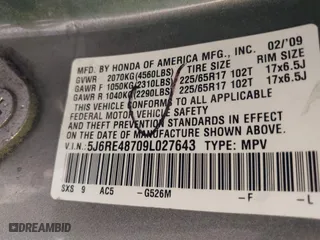 MFD. BY HONDA OF AMERICA MFG., INC. 02/'09
GVWR 2070KG(4560LBS) TIRE SIZE RIM SIZE
GAWR F 1050KG(2310LBS) 225/65R17 102T 17x6.5J
GAWR R 1040KG(2290LBS) 225/65R17 102T 17x6.5J
THIS VEHICLE CONFORMS TO ALL APPLICABLE
FEDERAL MOTOR VEHICLE SAFETY
THEFT PREVENTION STANDARDS IN EFFECT ON
DATE OF MANUFACTURE SHOWN ABOVE.
V.I.N: 5J6RE48709L027643 TYPE: MPV
SXS 9 AC5 -G526M -F -L
DREAMBID